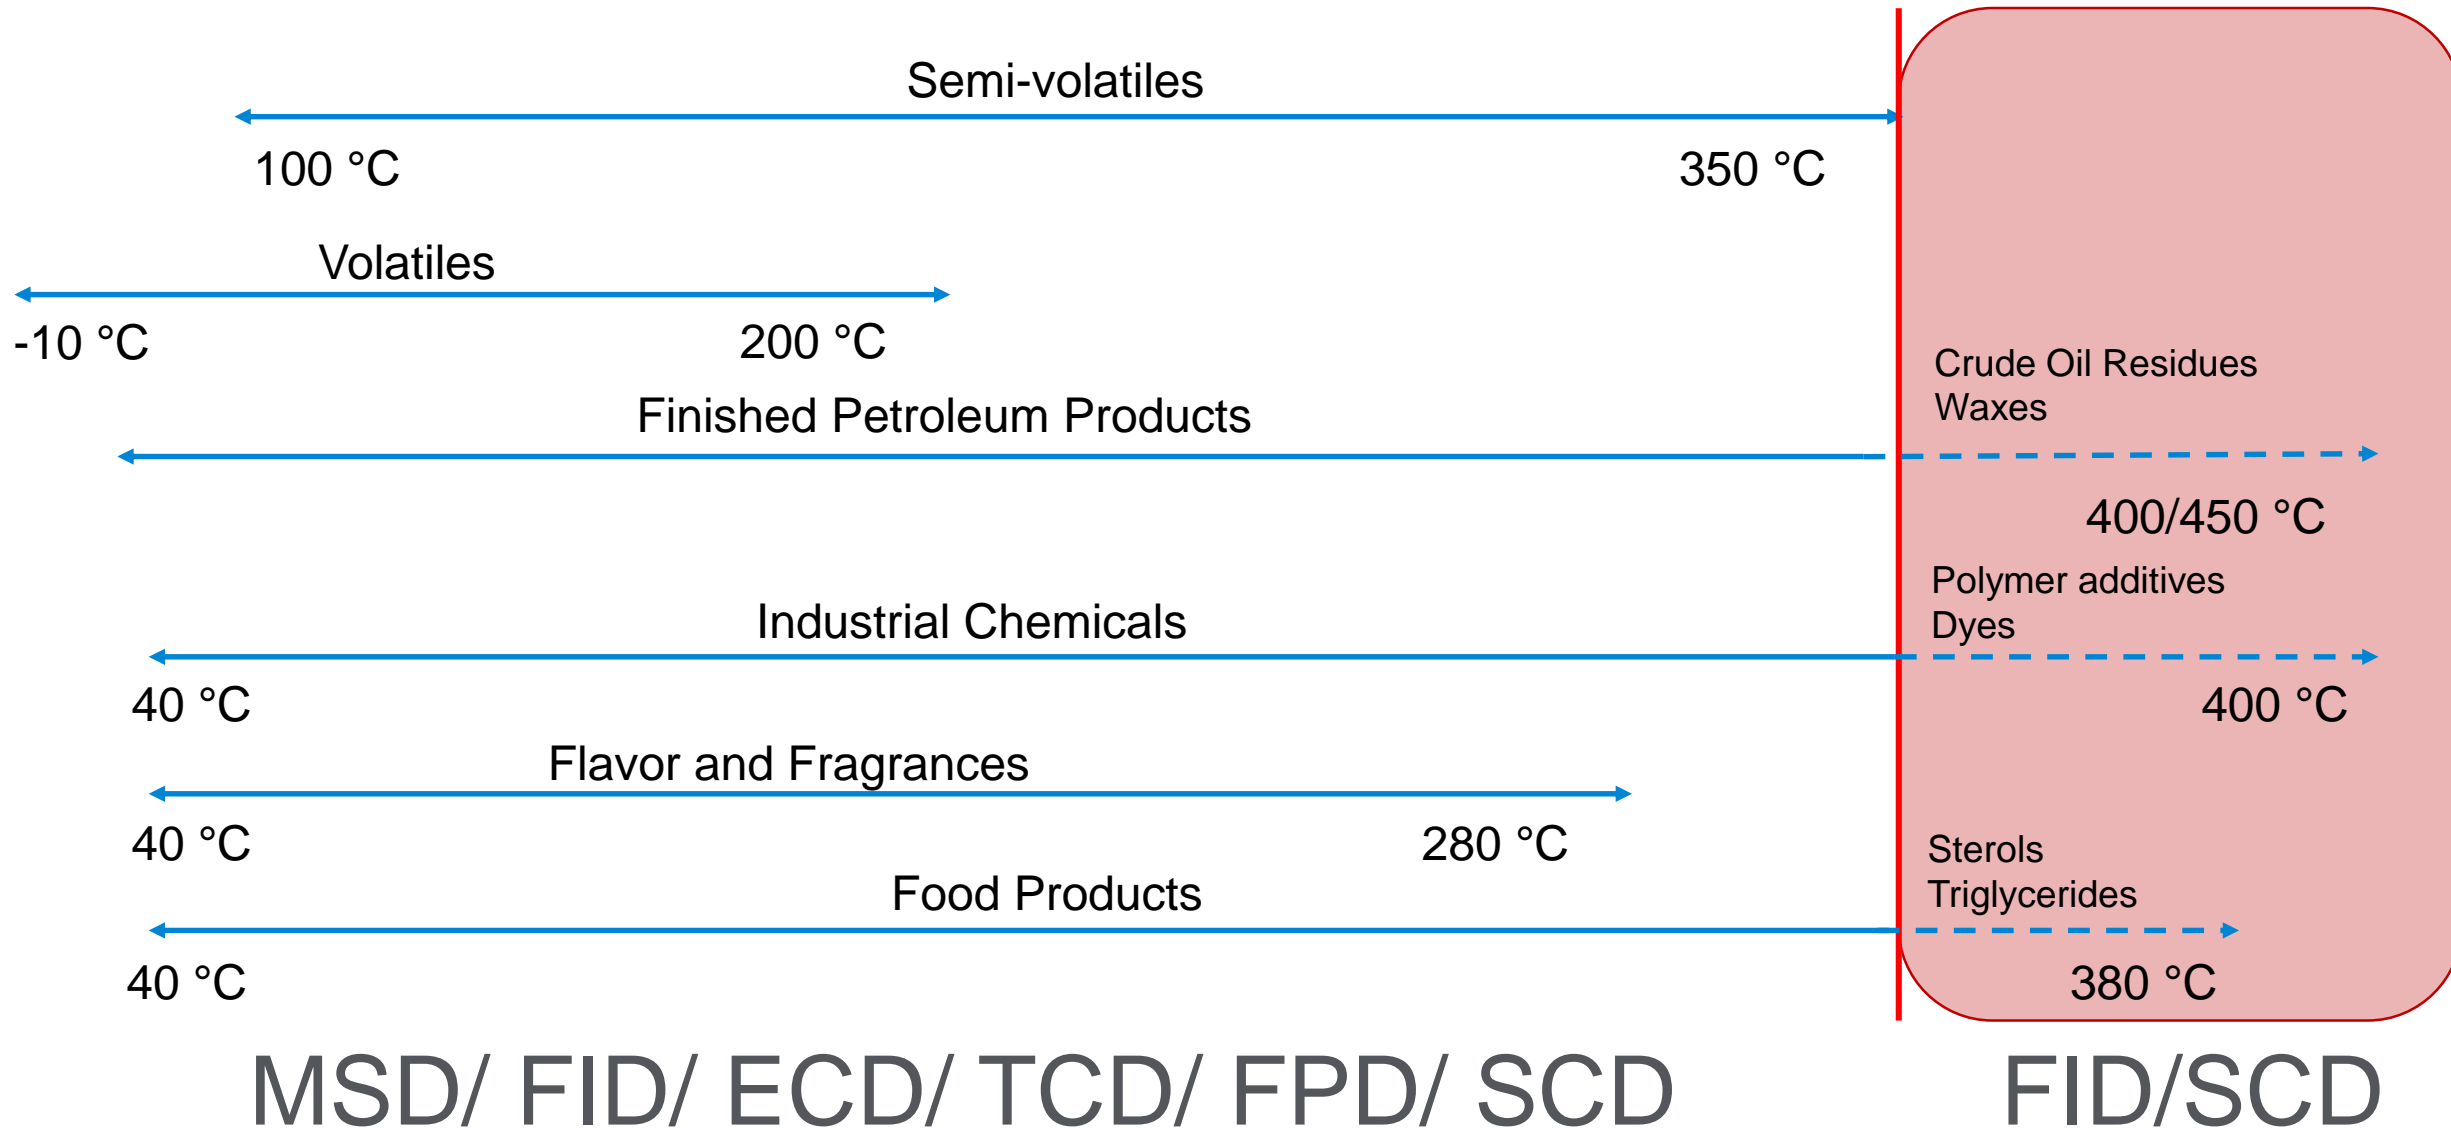 Semi-volatiles
100 °C
350 °C
Volatiles
-10 °C
200 °C
Crude Oil Residues
Waxes
Finished Petroleum Products
400/450 °C
Polymer additives
Dyes
Industrial Chemicals
40 °C
400 °C
Flavor and Fragrances
40 °C
280 °C
Sterols
Triglycerides
Food Products
40 °C
380 °C
MSD/ FID/ ECD/ TCD/ FPD/ SCD
FID/SCD